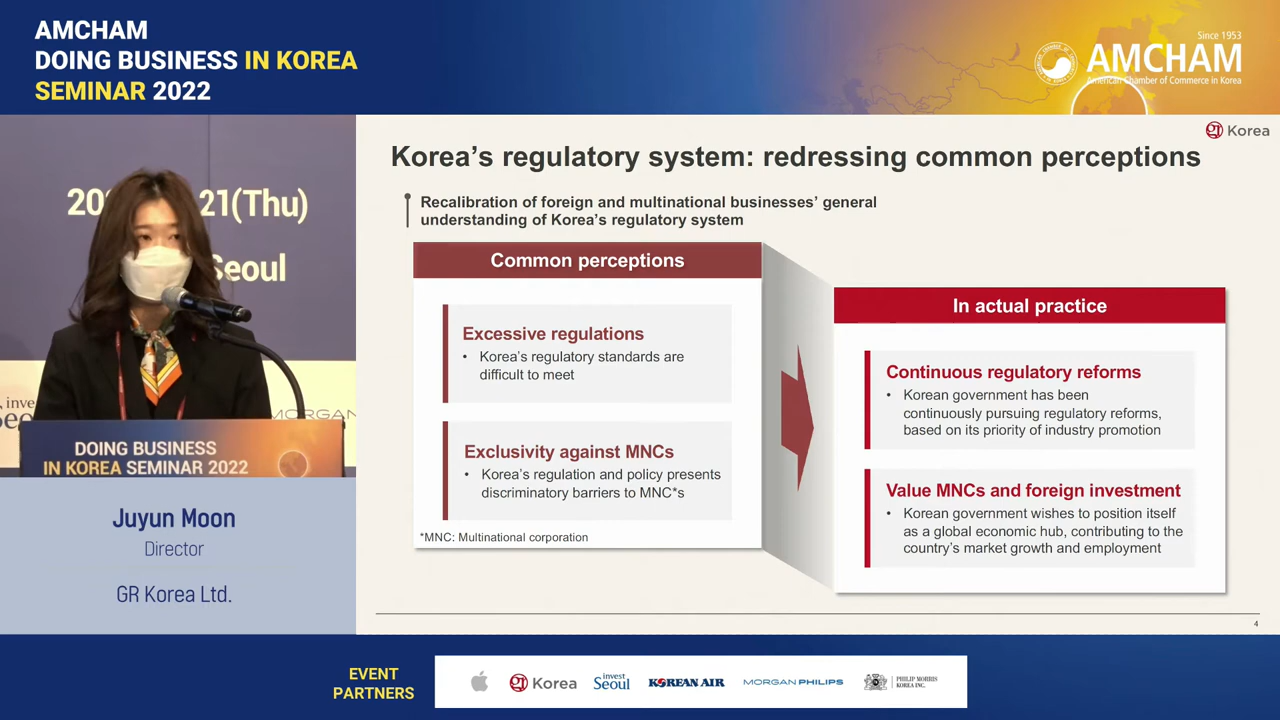 AMCHAM
DOING BUSINESS IN KOREA
SEMINAR 2022
Since 1953
AMCHAM
American Chamber of Commerce in Korea
GR Korea
Korea's regulatory system: redressing common perceptions
Recalibration of foreign and multinational businesses' general
understanding of Korea's regulatory system
Common perceptions
Excessive regulations
• Korea's regulatory standards are
difficult to meet
Exclusivity against MNCs
• Korea's regulation and policy presents
discriminatory barriers to MNC*s
*MNC: Multinational corporation
In actual practice
Continuous regulatory reforms
• Korean government has been
continuously pursuing regulatory reforms,
based on its priority of industry promotion
Value MNCs and foreign investment
• Korean government wishes to position itself
as a global economic hub, contributing to the
country's market growth and employment
4
20
21(Thu)
Seoul
inve
Seo
MORGAN
DOING BUSINESS
IN KOREA SEMINAR 2022
Juyun Moon
Director
GR Korea Ltd.
EVENT
PARTNERS
GR Korea
invest
Seoul
KOREAN AIR
MORGAN PHILIPS
PHILIP MORRIS
KOREA INC.